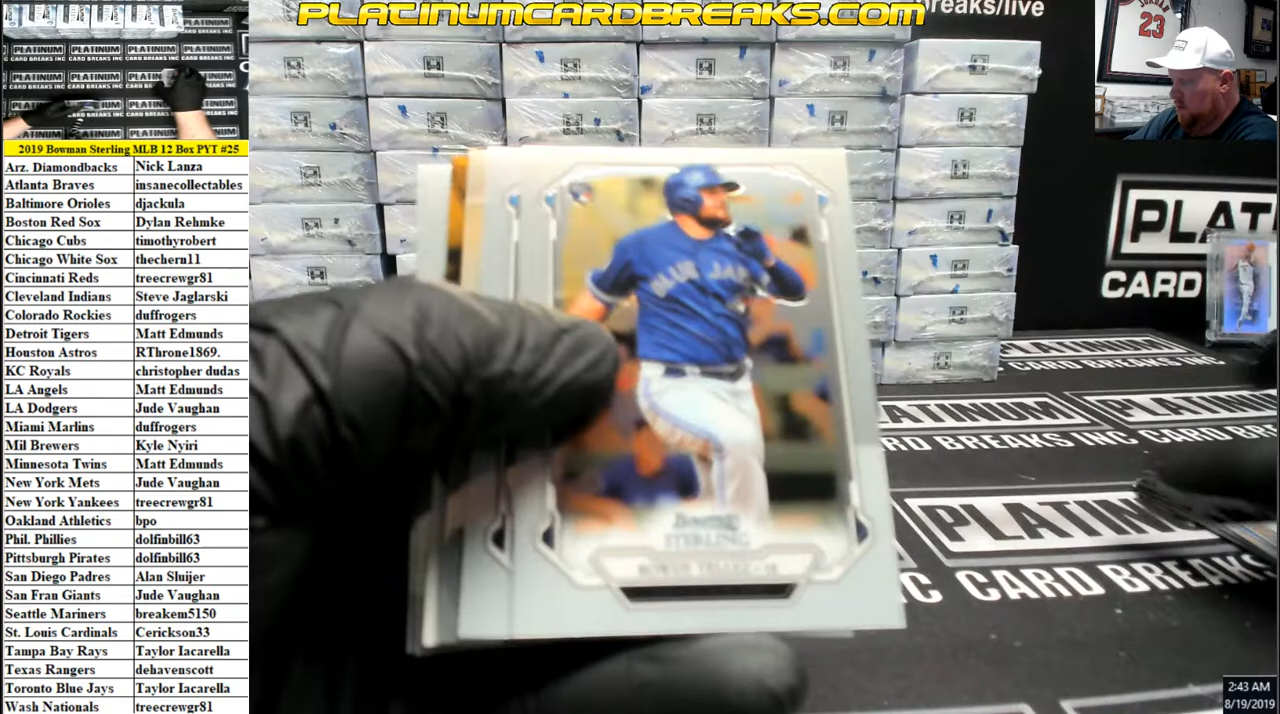 PLATINUMCARDBREAKS.COM
breaks/live
JORDAN
23
2019 Bowman Sterling MLB 12 Box PYT #25
Arz. Diamondbacks Nick Lanza
Atlanta Braves insanecollectables
Baltimore Orioles djackula
Boston Red Sox Dylan Rehmke
Chicago Cubs timothyrobert
Chicago White Sox thechern11
Cincinnati Reds treecrewgr81
Cleveland Indians Steve Jaglarski
Colorado Rockies duffrogers
Detroit Tigers Matt Edmunds
Houston Astros RThrone1869.
KC Royals christopher dudas
LA Angels Matt Edmunds
LA Dodgers Jude Vaughan
Miami Marlins duffrogers
Mil Brewers Kyle Nyiri
Minnesota Twins Matt Edmunds
New York Mets Jude Vaughan
New York Yankees treecrewgr81
Oakland Athletics bpo
Phil. Phillies dolfinbill63
Pittsburgh Pirates dolfinbill63
San Diego Padres Alan Sluijer
San Fran Giants Jude Vaughan
Seattle Mariners breakem5150
St. Louis Cardinals Cerickson33
Tampa Bay Rays Taylor Iacarella
Texas Rangers dehavenscott
Toronto Blue Jays Taylor Iacarella
Wash Nationals treecrewgr81
BLUE JAYS
Bowman
STERLING
ROWDY TELLEZ
PLAT
CARD
PLATINUM
CARD BREAKS INC
PLATIN
CARD BREAKS
2:43 AM
8/19/2019